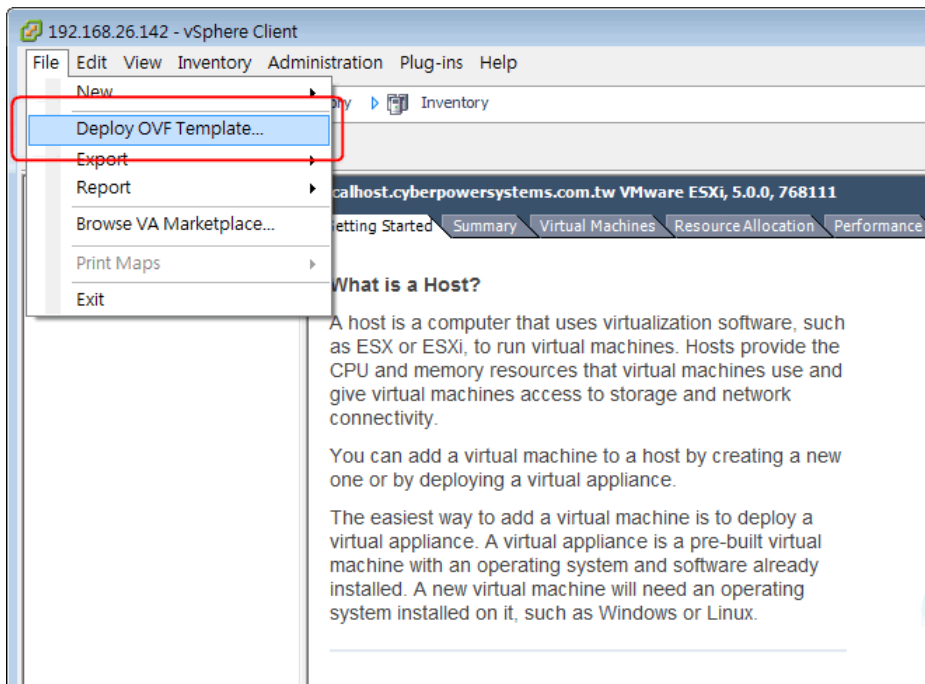 192.168.26.142 - vSphere Client
File Edit View Inventory Administration Plug-ins Help
New
ory Inventory
Deploy OVF Template...
Export
Report
calhost.cyberpowersystems.com.tw VMware ESXi, 5.0.0, 768111
Browse VA Marketplace...
etting Started Summary Virtual Machines Resource Allocation Performance
Print Maps
Exit
What is a Host?
A host is a computer that uses virtualization software, such
as ESX or ESXi, to run virtual machines. Hosts provide the
CPU and memory resources that virtual machines use and
give virtual machines access to storage and network
connectivity.
You can add a virtual machine to a host by creating a new
one or by deploying a virtual appliance.
The easiest way to add a virtual machine is to deploy a
virtual appliance. A virtual appliance is a pre-built virtual
machine with an operating system and software already
installed. A new virtual machine will need an operating
system installed on it, such as Windows or Linux.